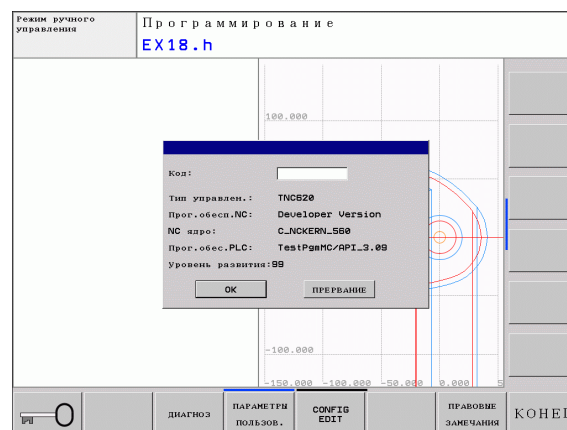 Режим ручного
управления
Программирование
EX18.h
100.000
Код:
Тип управлен.: TNC620
Прог.обесп.NC: Developer Version
NC ядро: C_NCKERN_560
Прог.обес.PLC: TestPgmMC/API_3.09
Уровень развития:99
OK ПРЕРВАНИЕ
-100.000
-150.000 -100.000 -50.000 0.000 5
ДИАГНОЗ
ПАРАМЕТРЫ
ПОЛЬЗОВ.
CONFIG
EDIT
ПРАВОВЫЕ
ЗАМЕЧАНИЯ
КОНЕЦ